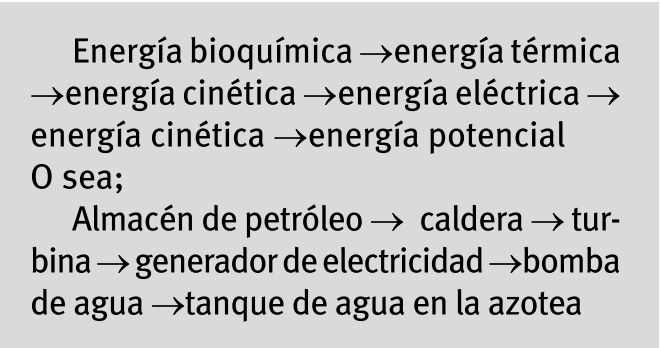 Energía bioquímica →energía térmica
→energía cinética →energía eléctrica →
energía cinética →energía potencial
O sea;
Almacén de petróleo → caldera → tur-
bina → generador de electricidad →bomba
de agua →tanque de agua en la azotea